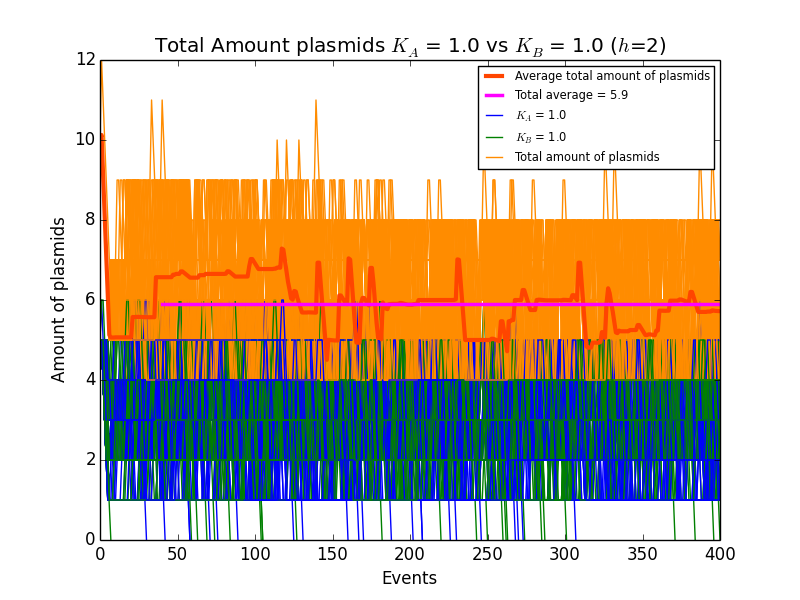 Total Amount plasmids K_A = 1.0 vs K_B = 1.0 (h=2)
Amount of plasmids
12
10
8
6
4
2
0
Average total amount of plasmids
Total average = 5.9
K_A = 1.0
K_B = 1.0
Total amount of plasmids
0 50 100 150 200 250 300 350 400
Events